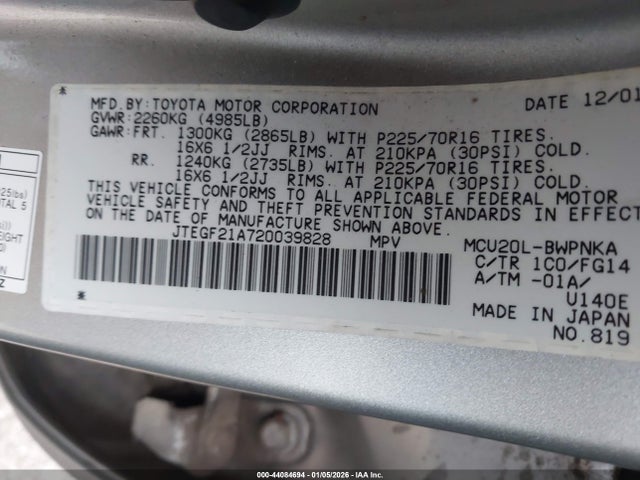 MFD.BY:TOYOTA MOTOR CORPORATION DATE 12/01
GVWR:2260KG (4985LB)
GAWR:FRT. 1300KG (2865LB) WITH P225/70R16 TIRES.
16X6 1/2JJ RIMS. AT 210KPA (30PSI) COLD.
RR. 1240KG (2735LB) WITH P225/70R16 TIRES.
16X6 1/2JJ RIMS. AT 210KPA (30PSI) COLD.
THIS VEHICLE CONFORMS TO ALL APPLICABLE FEDERAL MOTOR
VEHICLE SAFETY AND THEFT PREVENTION STANDARDS IN EFFECT
ON THE DATE OF MANUFACTURE SHOWN ABOVE.
JTEGF21A720039828 MPV MCU20L-BWPNKA
C/TR 1C0/FG14
A/TM -01A/
U140E
MADE IN JAPAN
NO.819
025lbs)
OTAL 5
000-44084694 | 01/05/2026 - IAA Inc.